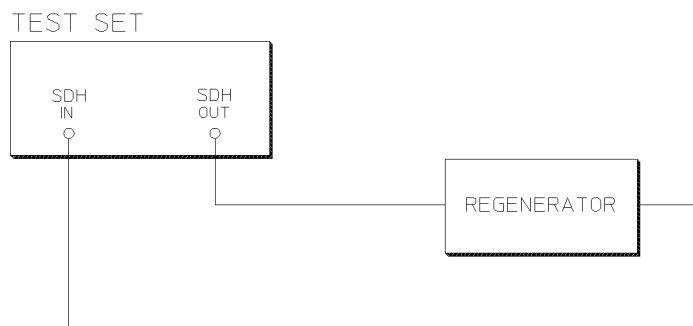 TEST SET
SDH
IN
SDH
OUT
REGENERATOR